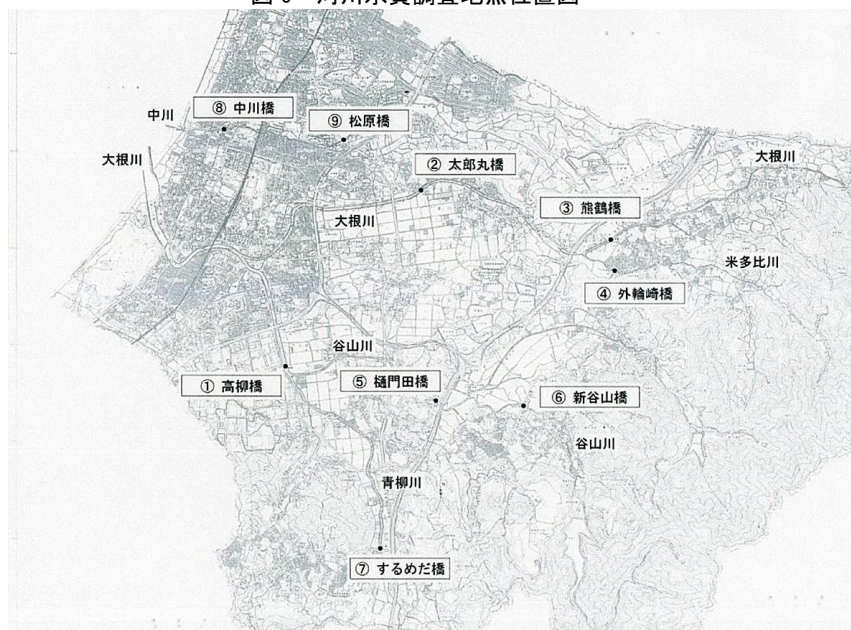 ⑧ 中川橋
中川
⑨ 松原橋
大根川
大根川
② 太郎丸橋
③ 熊鶴橋
大根川
米多比川
④ 外輪崎橋
谷山川
① 高柳橋
⑤ 樋門田橋
⑥ 新谷山橋
谷山川
青柳川
⑦ するめだ橋